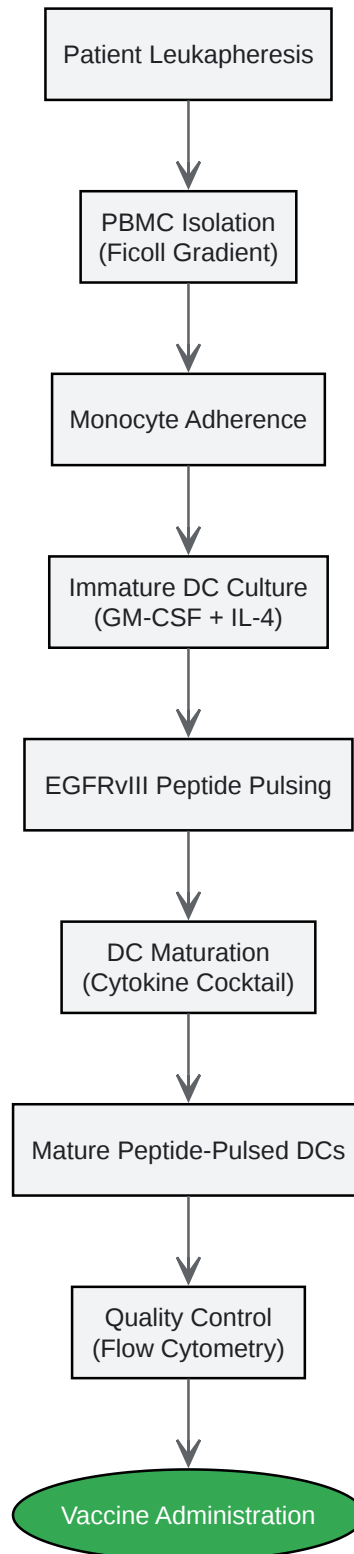 Patient Leukapheresis
PBMC Isolation
(Ficoll Gradient)
Monocyte Adherence
Immature DC Culture
(GM-CSF + IL-4)
EGFRvIII Peptide Pulsing
DC Maturation
(Cytokine Cocktail)
Mature Peptide-Pulsed DCs
Quality Control
(Flow Cytometry)
Vaccine Administration